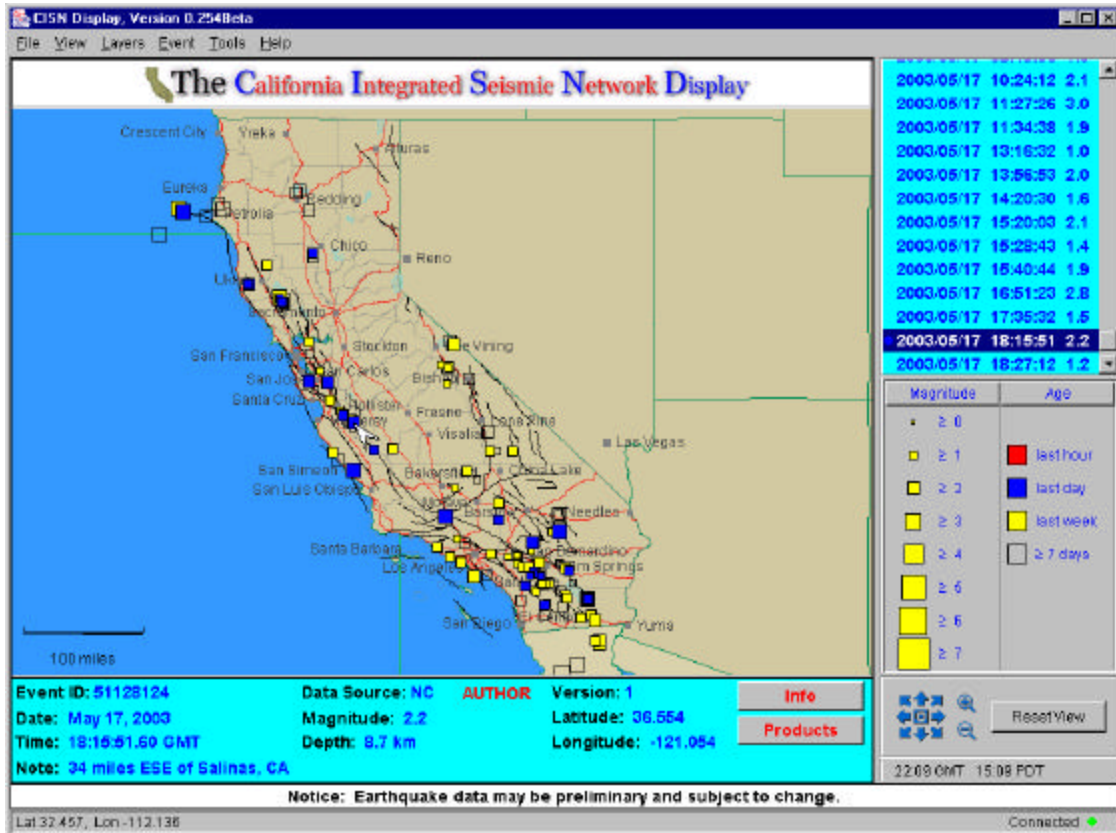 CISN Display, Version 0.254Beta
File View Layers Event Tools Help
The California Integrated Seismic Network Display
Crescent City
Yreka
Alturas
Eureka
Redding
Petrolia
Chico
Reno
Sacramento
Stockton
Lee Vining
San Francisco
San Carlos
Bishop
San Jose
Santa Cruz
Hollister
Fresno
Lone Pine
Visalia
Las Vegas
San Simeon
Bakersfield
China Lake
San Luis Obispo
Mojave
Barstow
Needles
Santa Barbara
San Bernardino
Los Angeles
Palm Springs
El Centro
San Diego
Yuma
100 miles
2003/05/17 10:24:12 2.1
2003/05/17 11:27:26 3.0
2003/05/17 11:34:38 1.9
2003/05/17 13:16:32 1.0
2003/05/17 13:56:53 2.0
2003/05/17 14:20:30 1.6
2003/05/17 15:20:03 2.1
2003/05/17 15:28:43 1.4
2003/05/17 15:40:44 1.9
2003/05/17 16:51:23 2.8
2003/05/17 17:35:32 1.5
2003/05/17 18:15:51 2.2
2003/05/17 18:27:12 1.2
Magnitude Age
≥ 0
≥ 1 last hour
≥ 2 last day
≥ 3 last week
≥ 4 ≥ 7 days
≥ 5
≥ 6
≥ 7
Event ID: 51128124 Data Source: NC AUTHOR Version: 1 Info
Date: May 17, 2003 Magnitude: 2.2 Latitude: 36.554
Time: 18:15:51.60 GMT Depth: 8.7 km Longitude: -121.054 Products
Note: 34 miles ESE of Salinas, CA
Reset View
22:09 GMT 15:09 PDT
Notice: Earthquake data may be preliminary and subject to change.
Lat 32.457, Lon -112.136 Connected